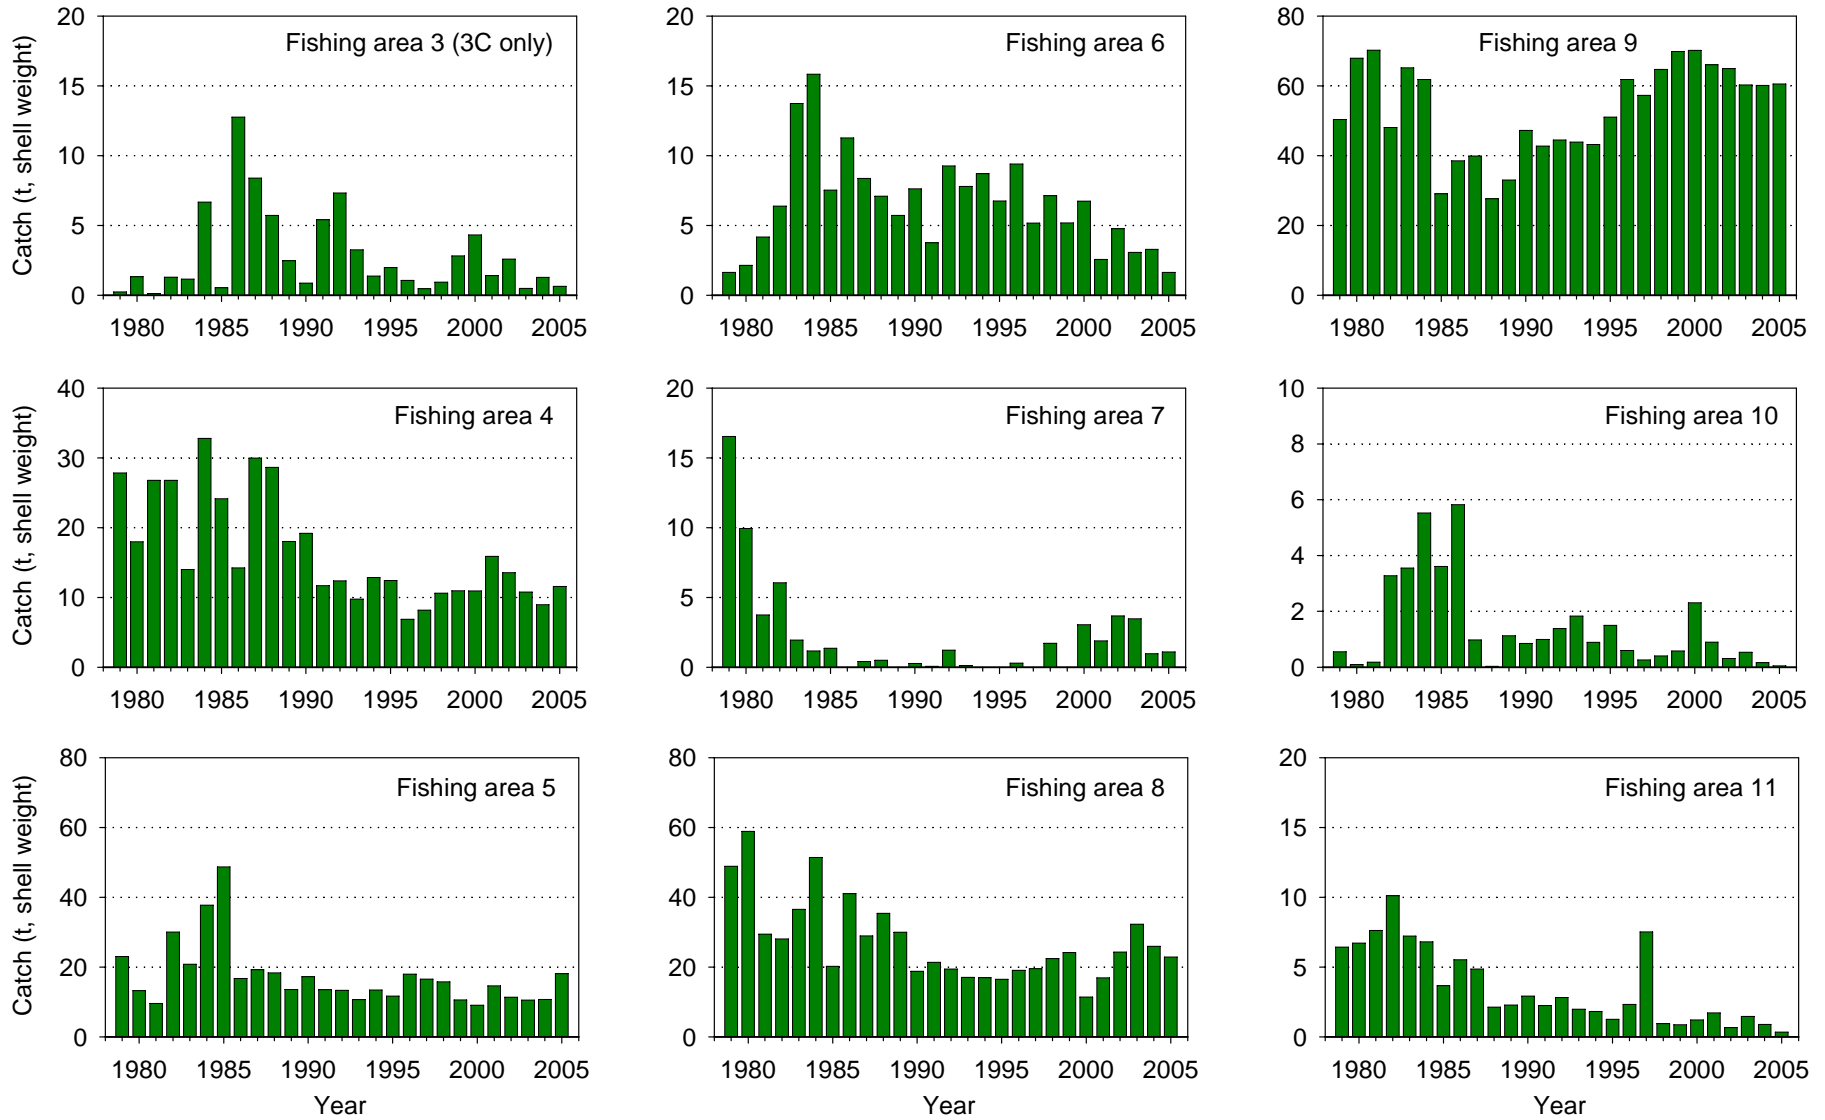 Fishing area 3 (3C only)
Catch (t, shell weight)
20
15
10
5
0
1980 1985 1990 1995 2000 2005
Fishing area 6
20
15
10
5
0
1980 1985 1990 1995 2000 2005
Fishing area 9
80
60
40
20
0
1980 1985 1990 1995 2000 2005
Fishing area 4
Catch (t, shell weight)
40
30
20
10
0
1980 1985 1990 1995 2000 2005
Fishing area 7
20
15
10
5
0
1980 1985 1990 1995 2000 2005
Fishing area 10
10
8
6
4
2
0
1980 1985 1990 1995 2000 2005
Fishing area 5
Catch (t, shell weight)
80
60
40
20
0
1980 1985 1990 1995 2000 2005
Year
Fishing area 8
80
60
40
20
0
1980 1985 1990 1995 2000 2005
Year
Fishing area 11
20
15
10
5
0
1980 1985 1990 1995 2000 2005
Year